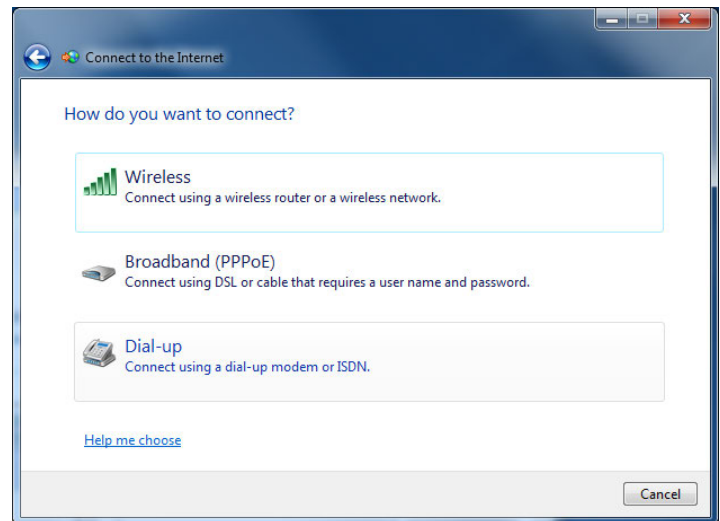 Connect to the Internet
How do you want to connect?
Wireless
Connect using a wireless router or a wireless network.
Broadband (PPPoE)
Connect using DSL or cable that requires a user name and password.
Dial-up
Connect using a dial-up modem or ISDN.
Help me choose
Cancel